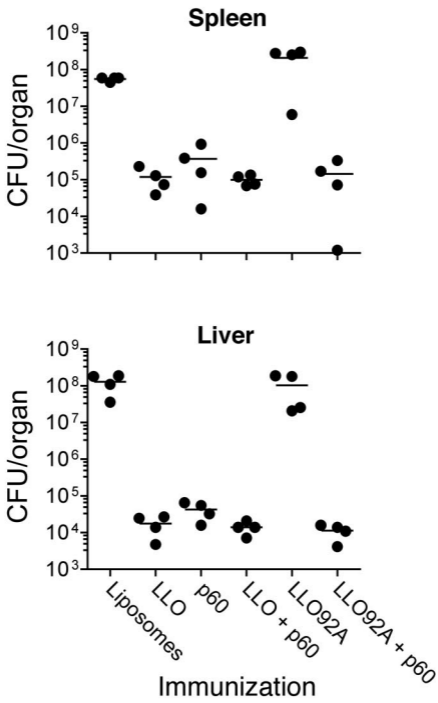 Spleen
CFU/organ
10⁹
10⁸
10⁷
10⁶
10⁵
10⁴
10³
Liver
CFU/organ
10⁹
10⁸
10⁷
10⁶
10⁵
10⁴
10³
Liposomes
LLO
p60
LLO + p60
LLO92A
LLO92A + p60
Immunization